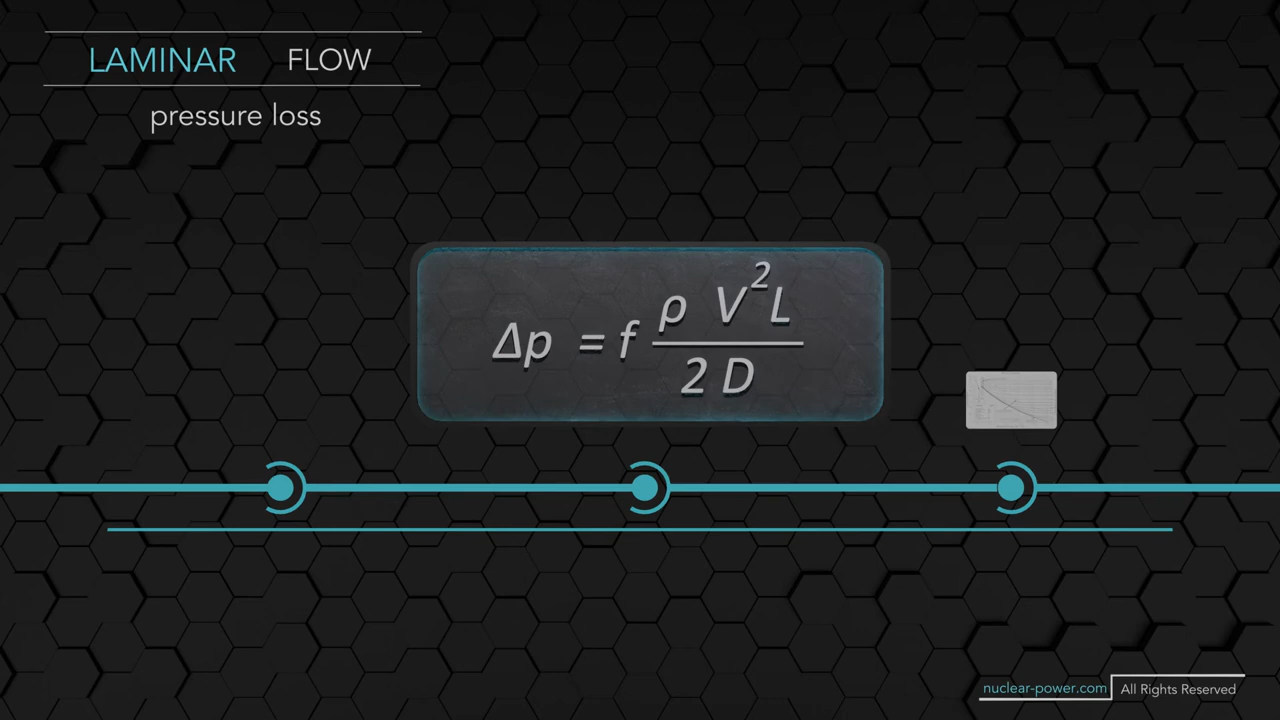 LAMINAR FLOW
pressure loss
Δp = f ρ V²L / 2 D
nuclear-power.com All Rights Reserved